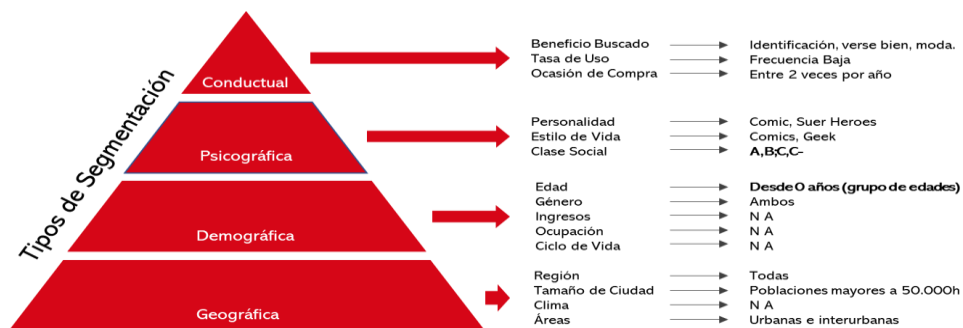 Tipos de Segmentación
Conductual
Beneficio Buscado Identificación, verse bien, moda.
Tasa de Uso Frecuencia Baja
Ocasión de Compra Entre 2 veces por año
Psicográfica
Personalidad Comic, Suer Heroes
Estilo de Vida Comics, Geek
Clase Social A,B;C,C-
Demográfica
Edad Desde 0 años (grupo de edades)
Género Ambos
Ingresos N A
Ocupación N A
Ciclo de Vida N A
Geográfica
Región Todas
Tamaño de Ciudad Poblaciones mayores a 50.000h
Clima N A
Áreas Urbanas e interurbanas